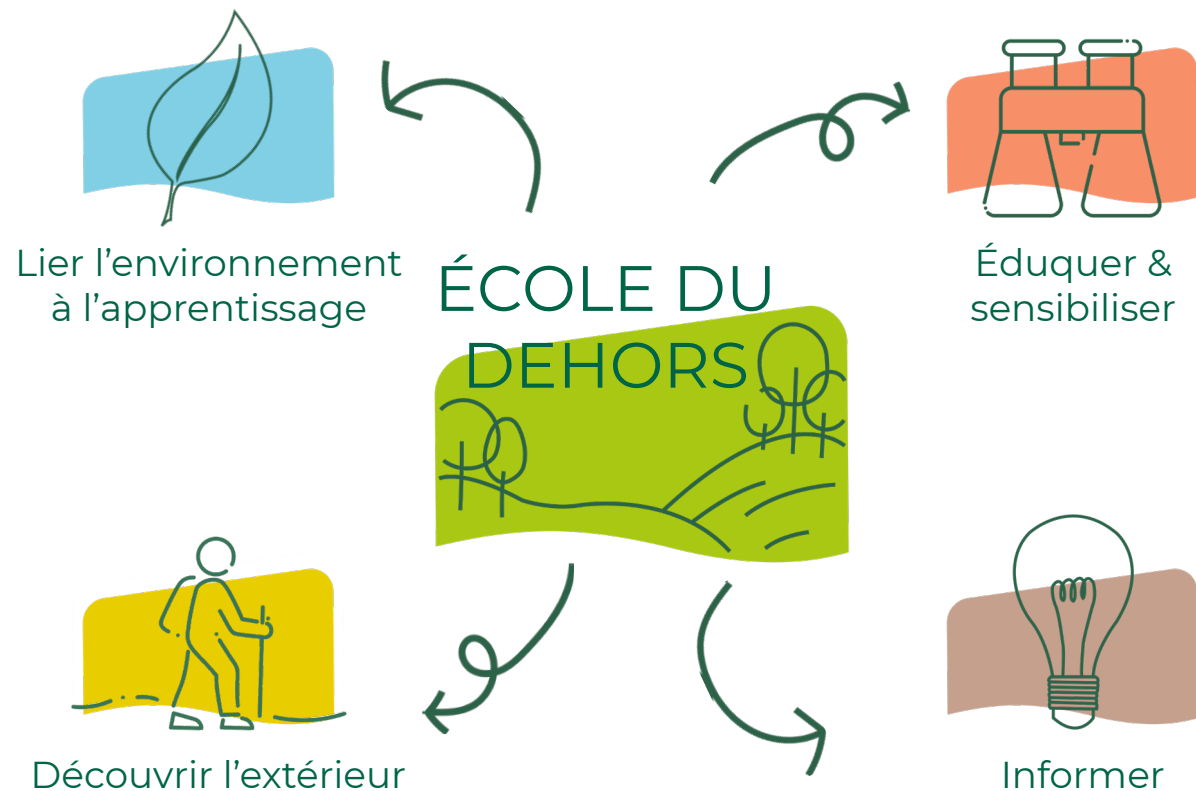 Lier l’environnement
à l’apprentissage
Éduquer &
sensibiliser
ÉCOLE DU
DEHORS
Découvrir l’extérieur
Informer